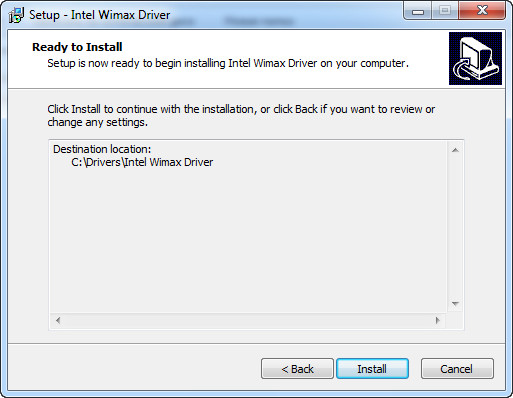 Setup - Intel Wimax Driver
Ready to Install
Setup is now ready to begin installing Intel Wimax Driver on your computer.
Click Install to continue with the installation, or click Back if you want to review or
change any settings.
Destination location:
C:\Drivers\Intel Wimax Driver
< Back
Install
Cancel